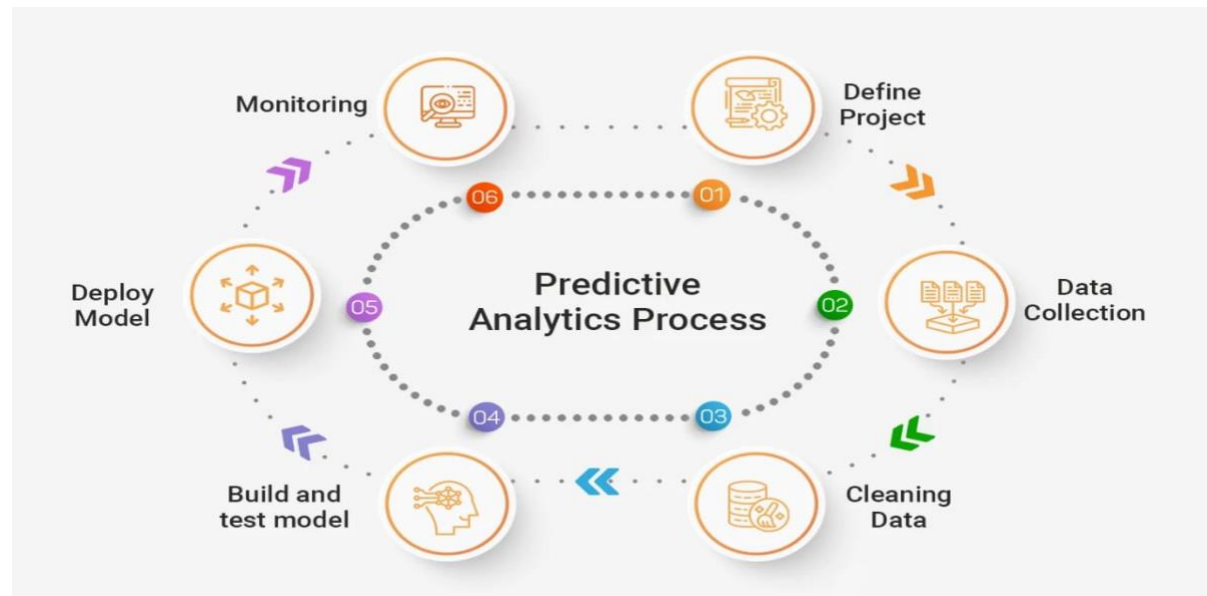 Predictive
Analytics Process
01
Define
Project
02
Data
Collection
03
Cleaning
Data
04
Build and
test model
05
Deploy
Model
06
Monitoring